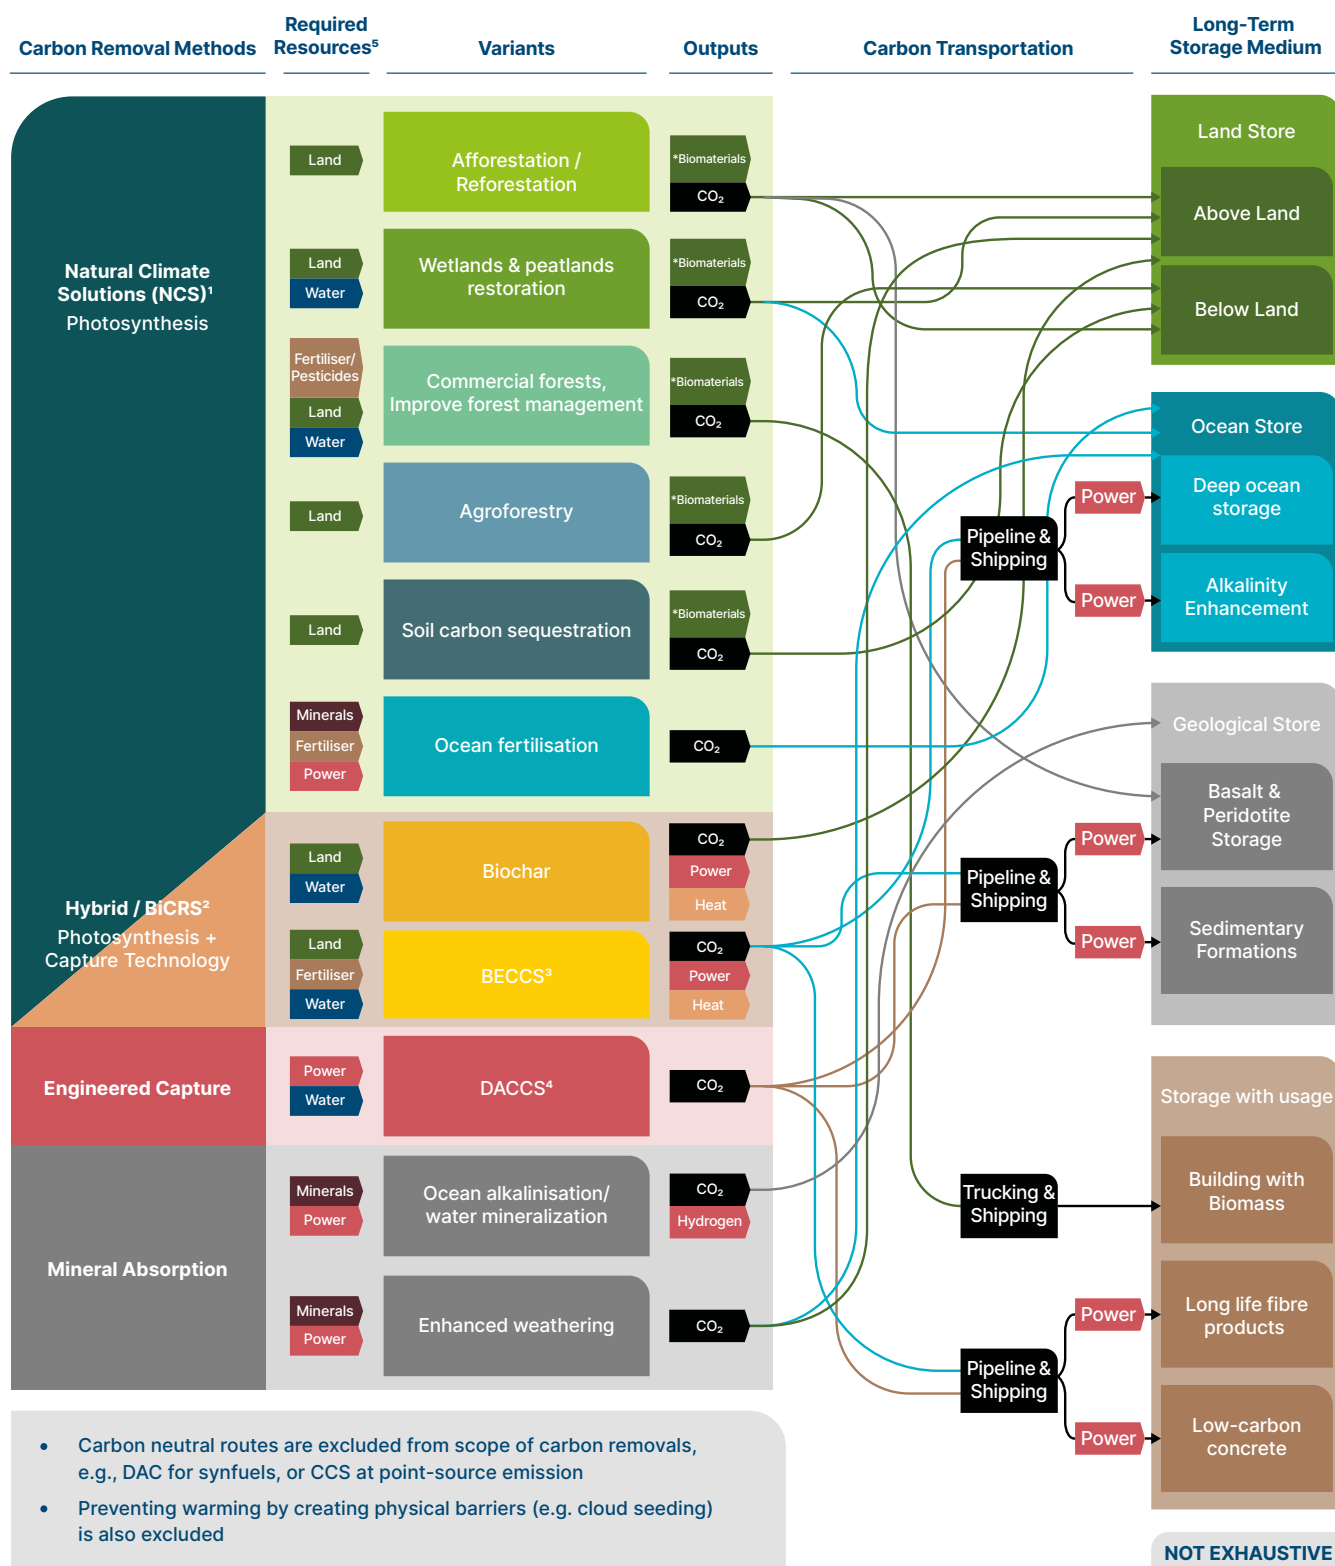 Carbon Removal Methods
Required
Resources⁵
Variants
Outputs
Carbon Transportation
Long-Term
Storage Medium
Natural Climate
Solutions (NCS)¹
Photosynthesis
Land
Afforestation /
Reforestation
*Biomaterials
CO₂
Land
Water
Wetlands & peatlands
restoration
*Biomaterials
CO₂
Fertiliser/
Pesticides
Land
Water
Commercial forests,
Improve forest management
*Biomaterials
CO₂
Land
Agroforestry
*Biomaterials
CO₂
Land
Soil carbon sequestration
*Biomaterials
CO₂
Minerals
Fertiliser
Power
Ocean fertilisation
CO₂
Hybrid / BiCRS²
Photosynthesis +
Capture Technology
Land
Water
Biochar
CO₂
Power
Heat
Land
Fertiliser
Water
BECCS³
CO₂
Power
Heat
Engineered Capture
Power
Water
DACCS⁴
CO₂
Mineral Absorption
Minerals
Power
Ocean alkalinisation/
water mineralization
CO₂
Hydrogen
Minerals
Power
Enhanced weathering
CO₂
Pipeline &
Shipping
Power
Power
Pipeline &
Shipping
Power
Power
Trucking &
Shipping
Pipeline &
Shipping
Power
Power
Land Store
Above Land
Below Land
Ocean Store
Deep ocean
storage
Alkalinity
Enhancement
Geological Store
Basalt &
Peridotite
Storage
Sedimentary
Formations
Storage with usage
Building with
Biomass
Long life fibre
products
Low-carbon
concrete
• Carbon neutral routes are excluded from scope of carbon removals,
e.g., DAC for synfuels, or CCS at point-source emission
• Preventing warming by creating physical barriers (e.g. cloud seeding)
is also excluded
NOT EXHAUSTIVE